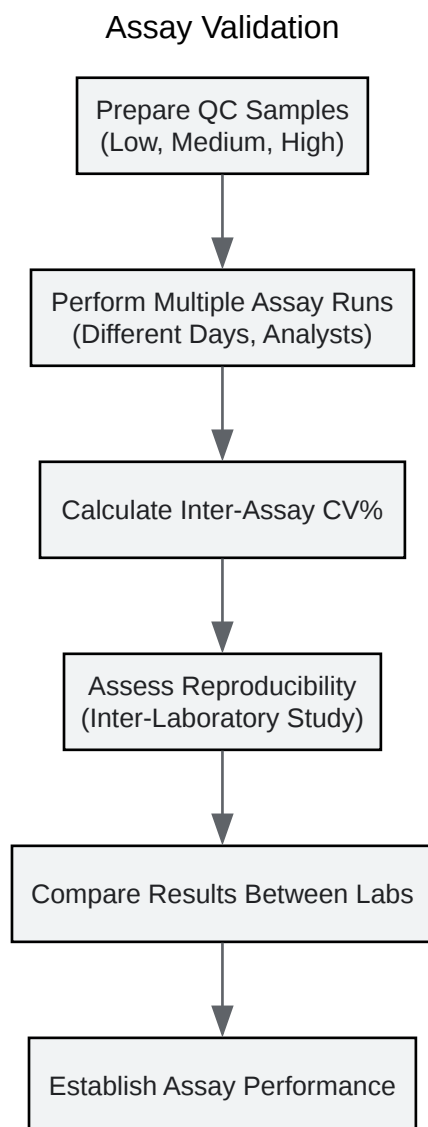 Assay Validation
Prepare QC Samples
(Low, Medium, High)
Perform Multiple Assay Runs
(Different Days, Analysts)
Calculate Inter-Assay CV%
Assess Reproducibility
(Inter-Laboratory Study)
Compare Results Between Labs
Establish Assay Performance